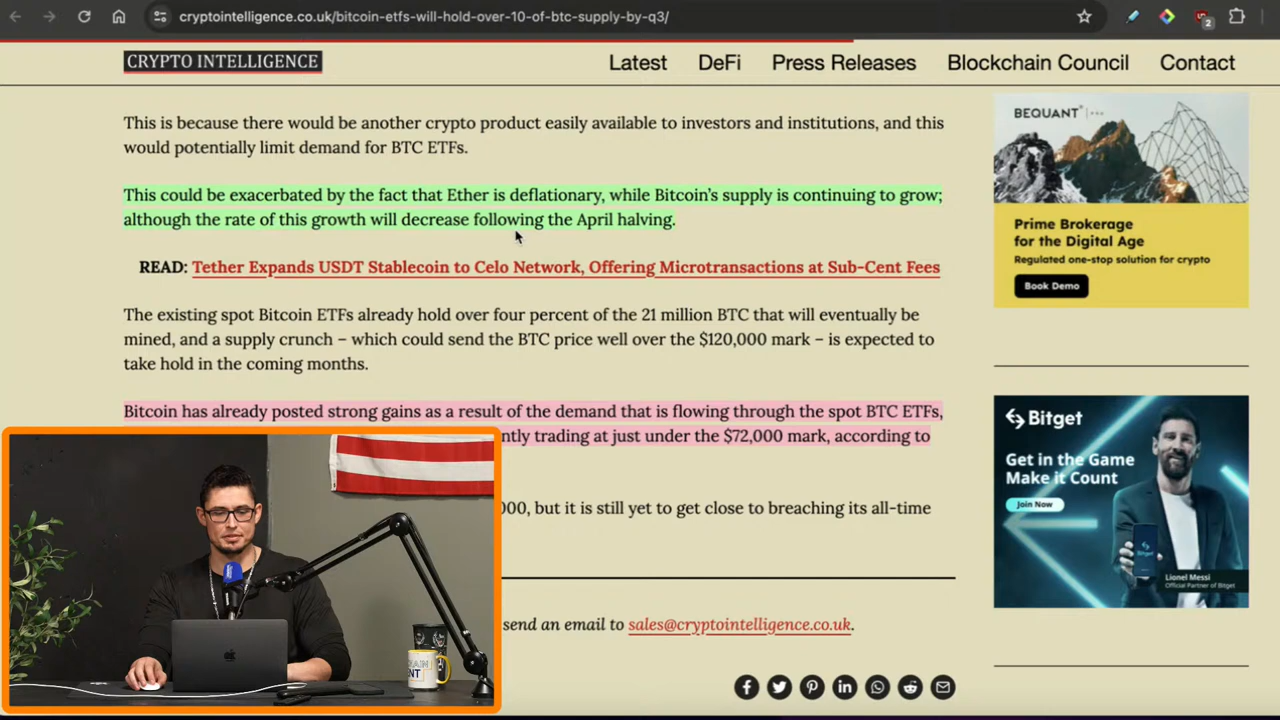 cryptointelligence.co.uk/bitcoin-etfs-will-hold-over-10-of-btc-supply-by-q3/
2
CRYPTO INTELLIGENCE
Latest DeFi Press Releases Blockchain Council Contact
This is because there would be another crypto product easily available to investors and institutions, and this
would potentially limit demand for BTC ETFs.
This could be exacerbated by the fact that Ether is deflationary, while Bitcoin's supply is continuing to grow;
although the rate of this growth will decrease following the April halving.
READ: Tether Expands USDT Stablecoin to Celo Network, Offering Microtransactions at Sub-Cent Fees
The existing spot Bitcoin ETFs already hold over four percent of the 21 million BTC that will eventually be
mined, and a supply crunch – which could send the BTC price well over the $120,000 mark – is expected to
take hold in the coming months.
Bitcoin has already posted strong gains as a result of the demand that is flowing through the spot BTC ETFs,
ntly trading at just under the $72,000 mark, according to
00, but it is still yet to get close to breaching its all-time
send an email to sales@cryptointelligence.co.uk.
BEQUANT
Prime Brokerage
for the Digital Age
Regulated one-stop solution for crypto
Book Demo
Bitget
Get in the Game
Make it Count
Join Now
Lionel Messi
Official Partner of Bitget